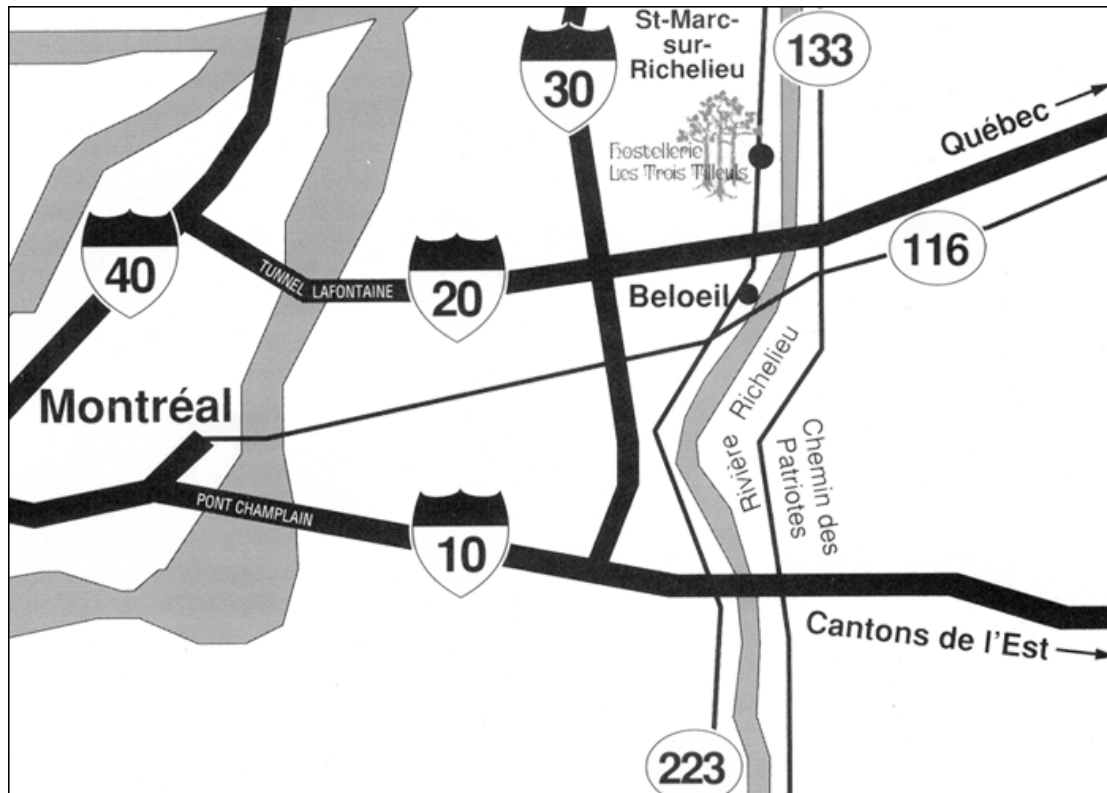 St-Marc-
sur-
Richelieu
133
30
Québec
Hostellerie
Les Trois Tilleuls
116
40
TUNNEL LAFONTAINE
20
Beloeil
Montréal
Rivière Richelieu
Chemin des
Patriotes
PONT CHAMPLAIN
10
Cantons de l'Est
223